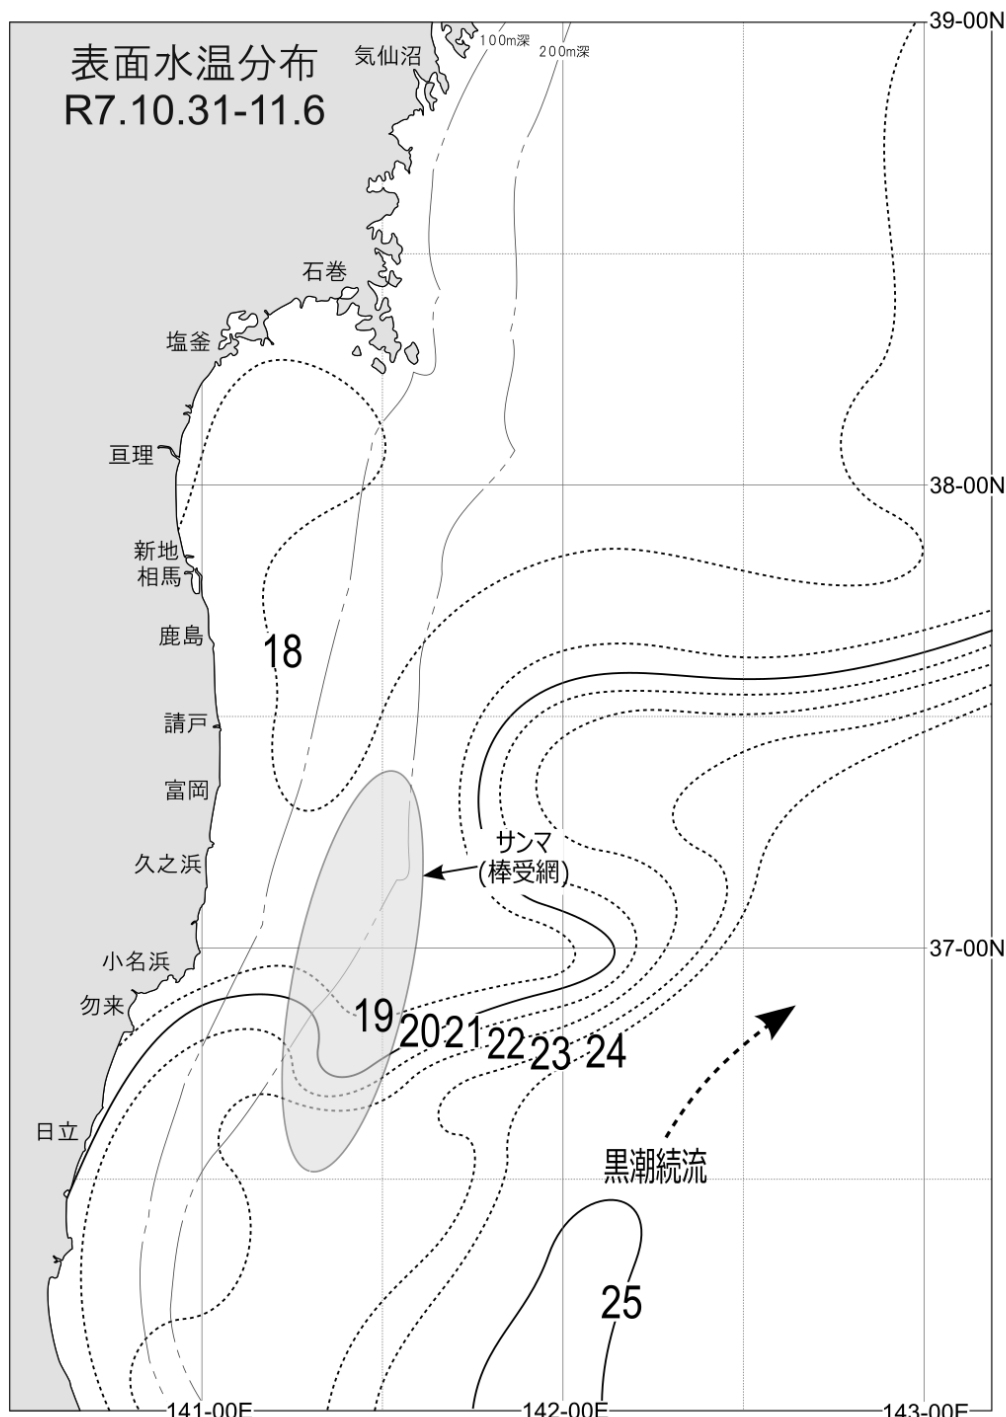 表面水温分布
R7.10.31-11.6
気仙沼
100m深
200m深
39-00N
石巻
塩釜
亘理
38-00N
新地
相馬
鹿島
18
請戸
富岡
久之浜
サンマ
(棒受網)
37-00N
小名浜
勿来
19
20
21
22
23
24
日立
黒潮続流
25
141-00E
142-00E
143-00E